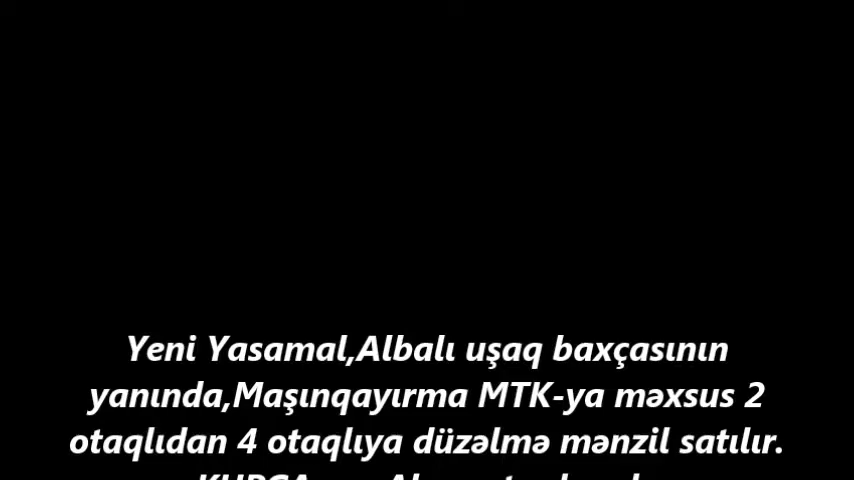 Yeni Yasamal,Albalı uşaq baxçasının
yanında,Maşınqayırma MTK-ya məxsus 2
otaqlıdan 4 otaqlıya düzəlmə mənzil satılır.